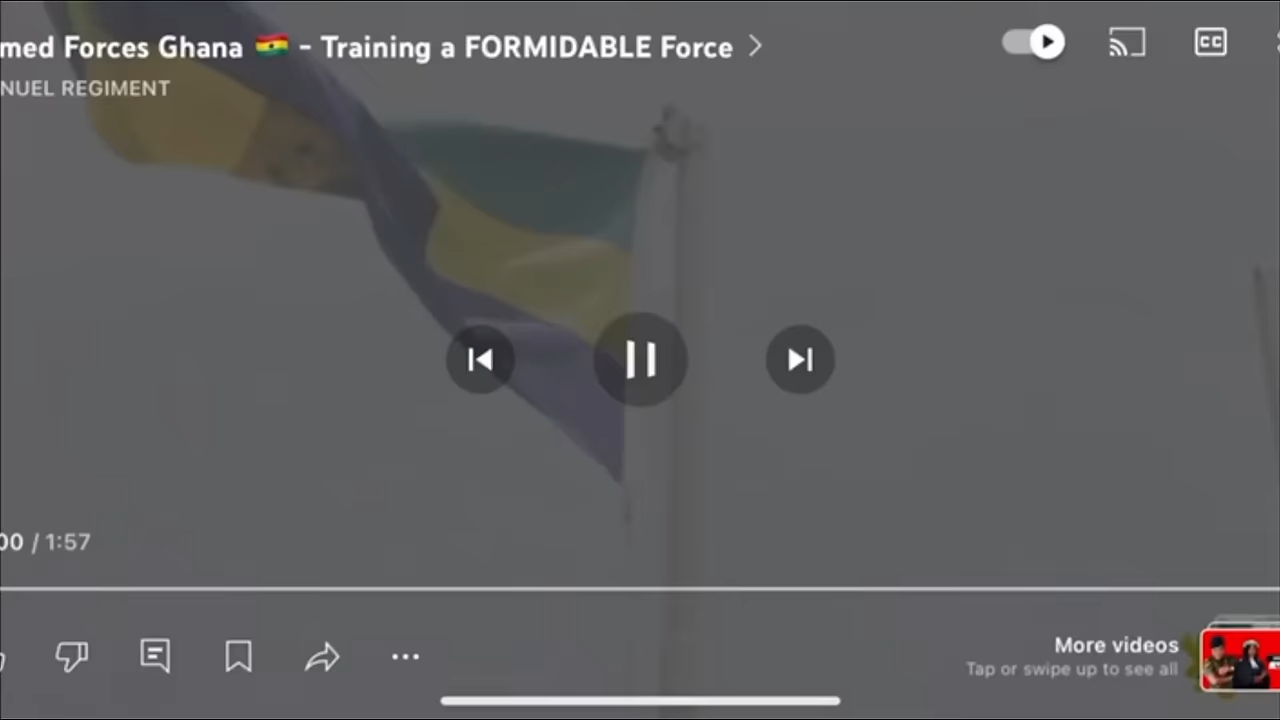 med Forces Ghana 🇬🇭 - Training a FORMIDABLE Force
NUEL REGIMENT
CC
00 / 1:57
More videos
Tap or swipe up to see all